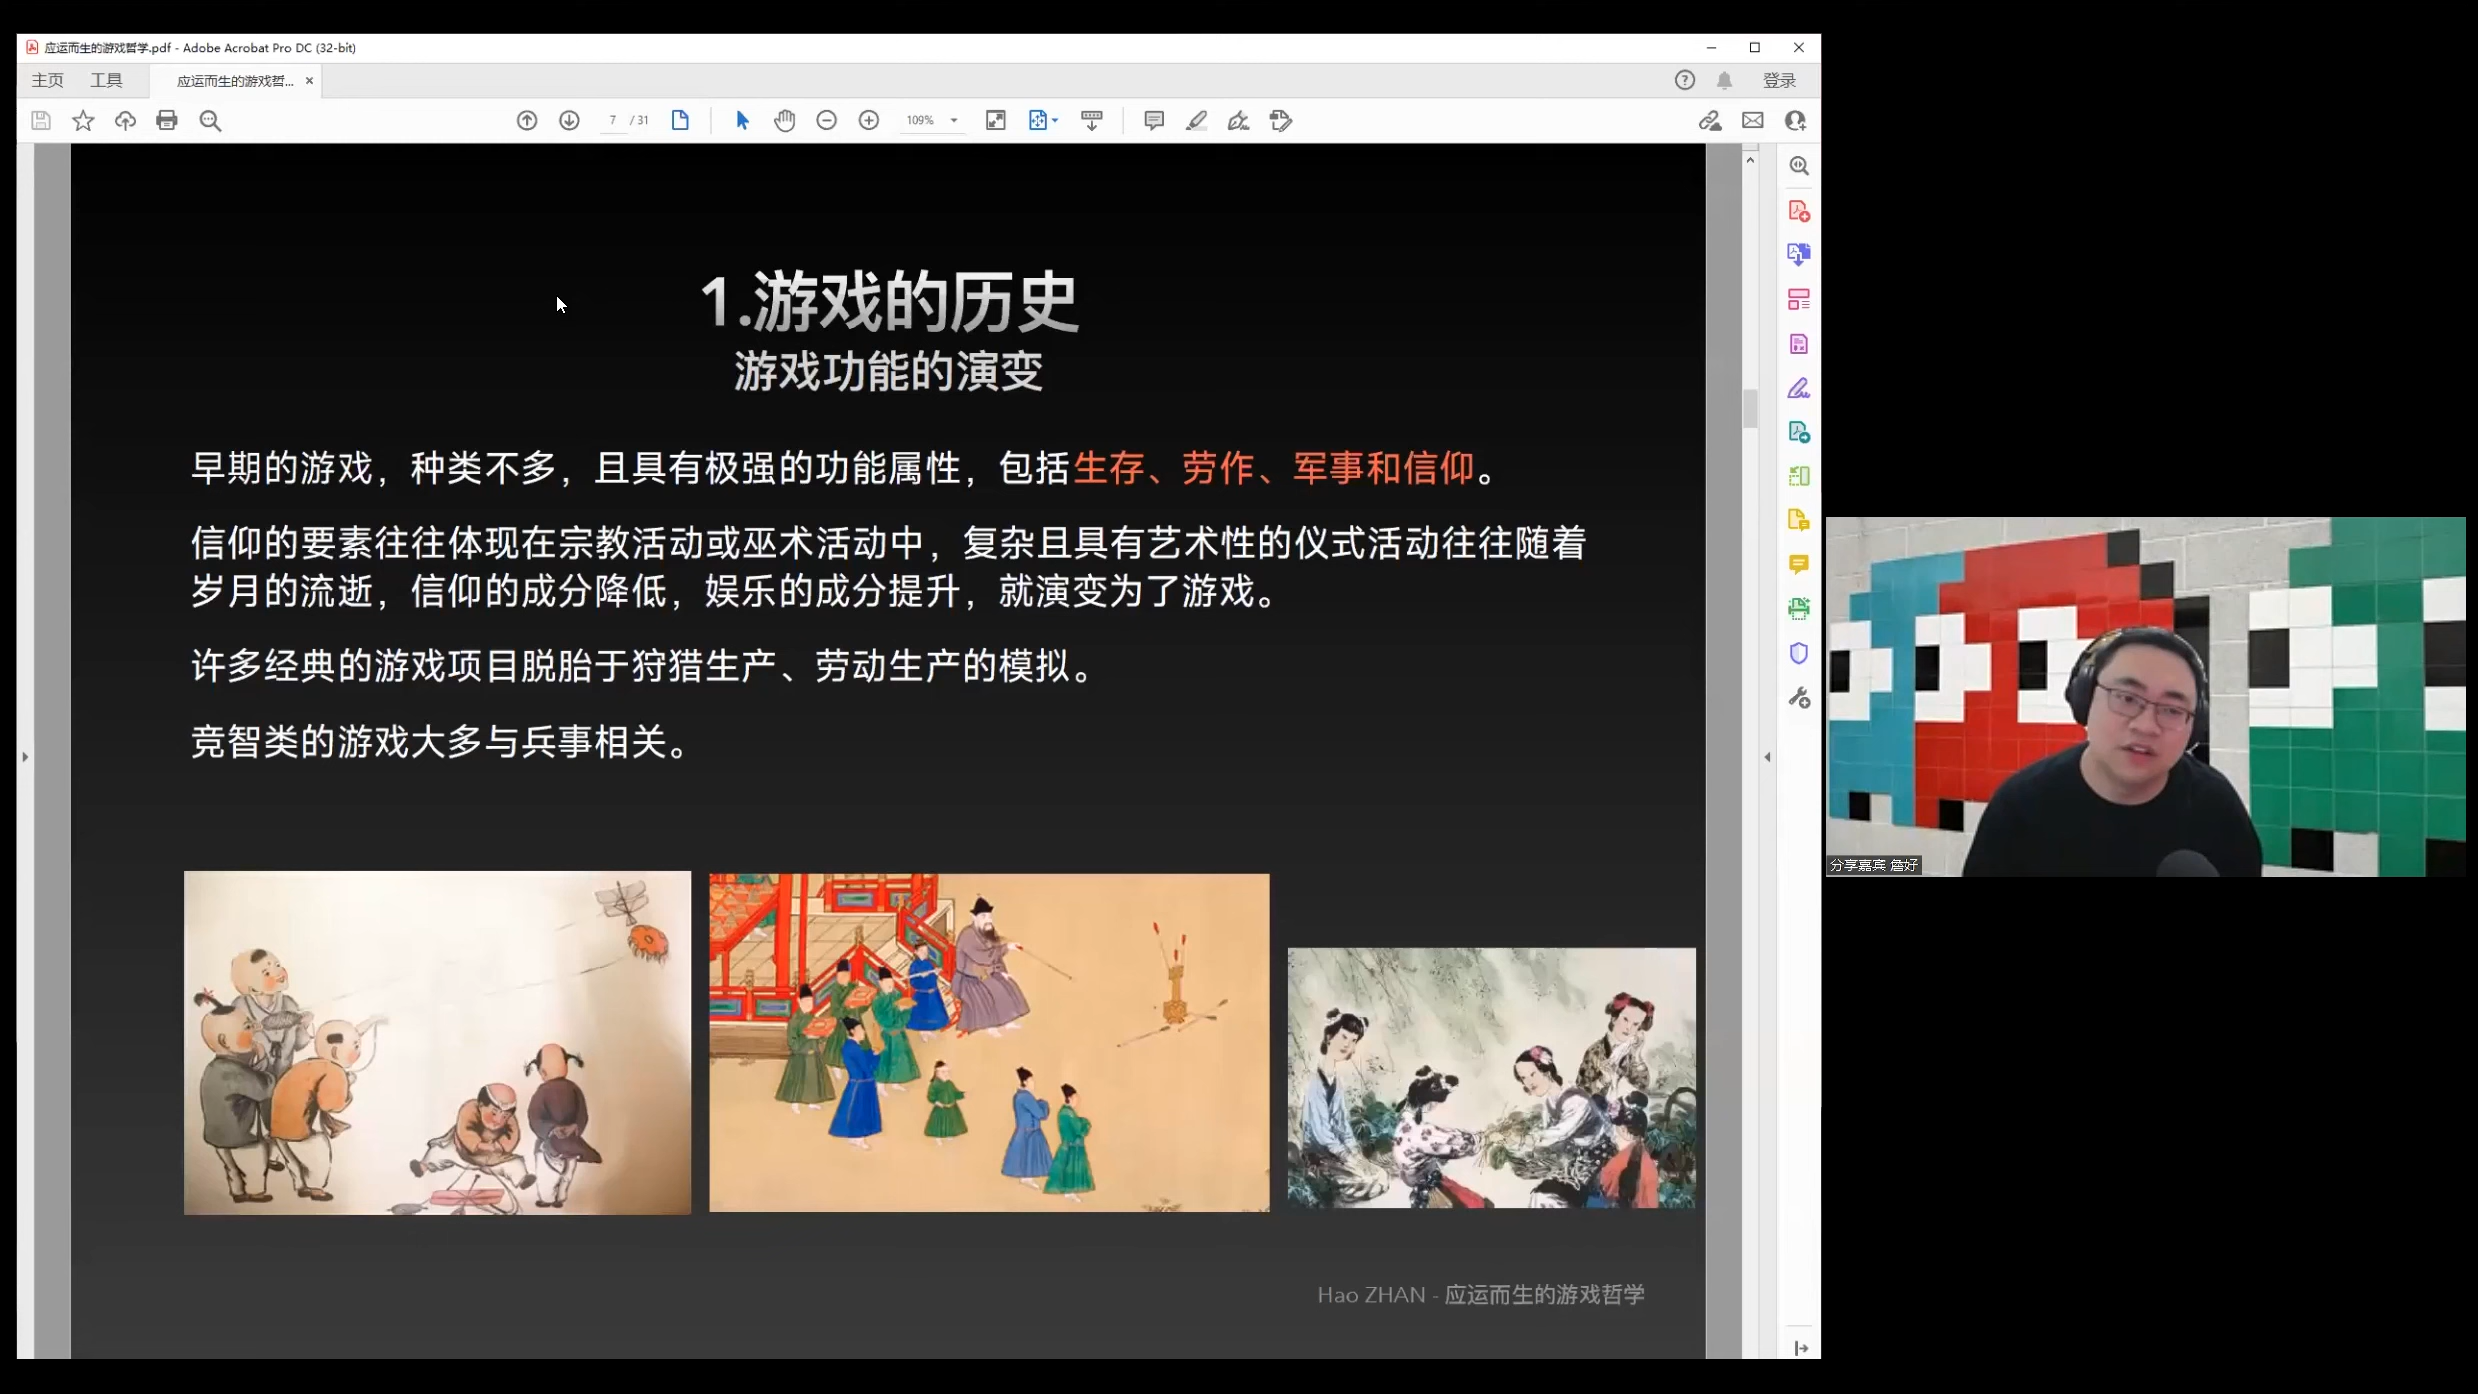 应运而生的游戏哲学.pdf - Adobe Acrobat Pro DC (32-bit)
主页 工具 应运而生的游戏哲... × 登录
7 / 31 109%
1.游戏的历史
游戏功能的演变
早期的游戏，种类不多，且具有极强的功能属性，包括生存、劳作、军事和信仰。
信仰的要素往往体现在宗教活动或巫术活动中，复杂且具有艺术性的仪式活动往往随着
岁月的流逝，信仰的成分降低，娱乐的成分提升，就演变为了游戏。
许多经典的游戏项目脱胎于狩猎生产、劳动生产的模拟。
竞智类的游戏大多与兵事相关。
分享嘉宾 詹好
Hao ZHAN - 应运而生的游戏哲学